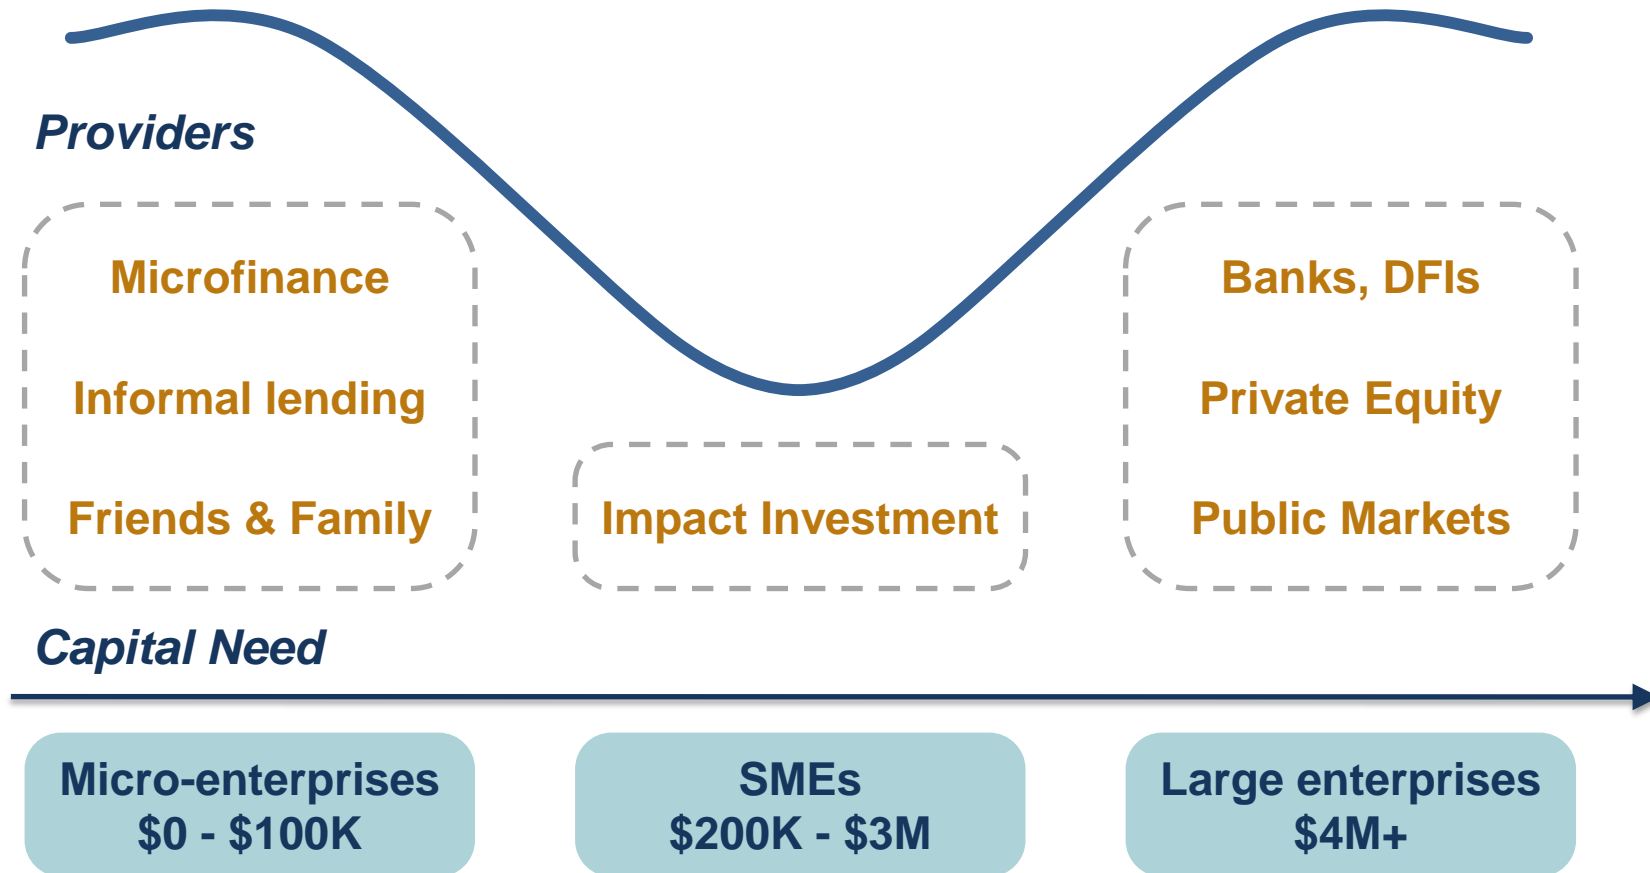 Providers
Microfinance
Informal lending
Friends & Family
Impact Investment
Banks, DFIs
Private Equity
Public Markets
Capital Need
Micro-enterprises
$0 - $100K
SMEs
$200K - $3M
Large enterprises
$4M+